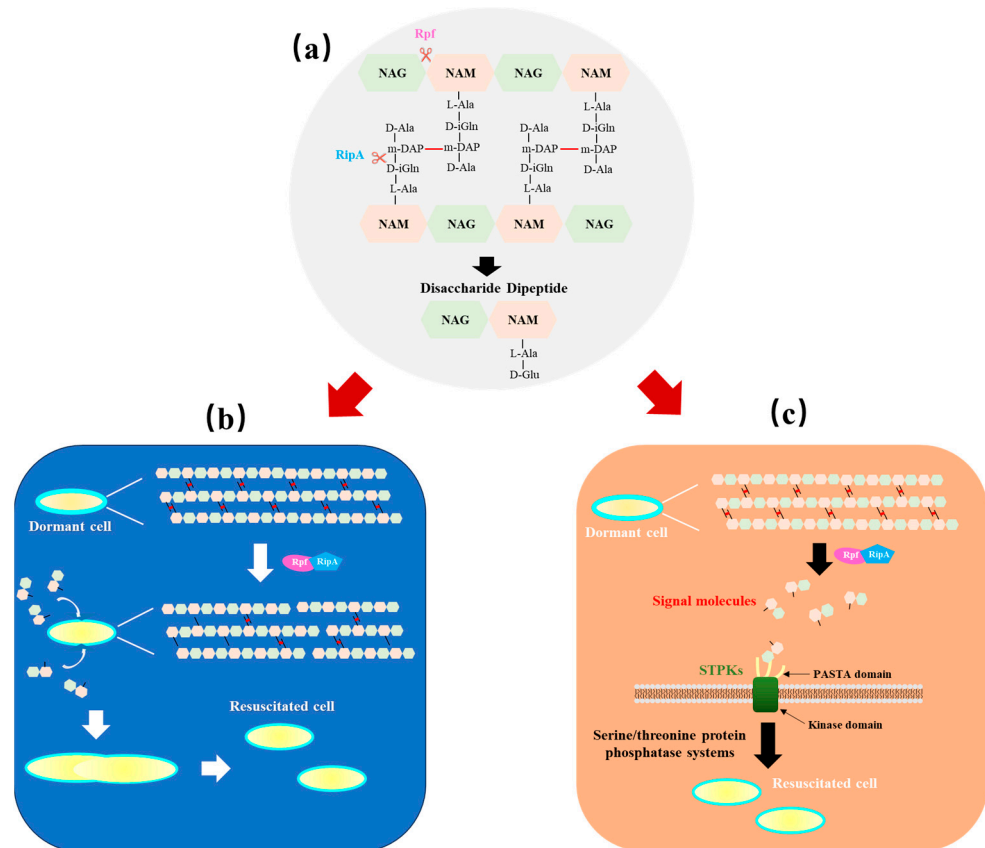 (a)
Rpf
NAG
NAM
NAG
NAM
L-Ala
L-Ala
D-Ala
D-iGln
D-Ala
D-iGln
RipA
m-DAP
m-DAP
m-DAP
m-DAP
D-iGln
D-Ala
D-iGln
D-Ala
L-Ala
L-Ala
NAM
NAG
NAM
NAG
Disaccharide Dipeptide
NAG
NAM
L-Ala
D-Glu
(b)
Dormant cell
Rpf
RipA
Resuscitated cell
(c)
Dormant cell
Rpf
RipA
Signal molecules
STPKs
PASTA domain
Kinase domain
Serine/threonine protein
phosphatase systems
Resuscitated cell